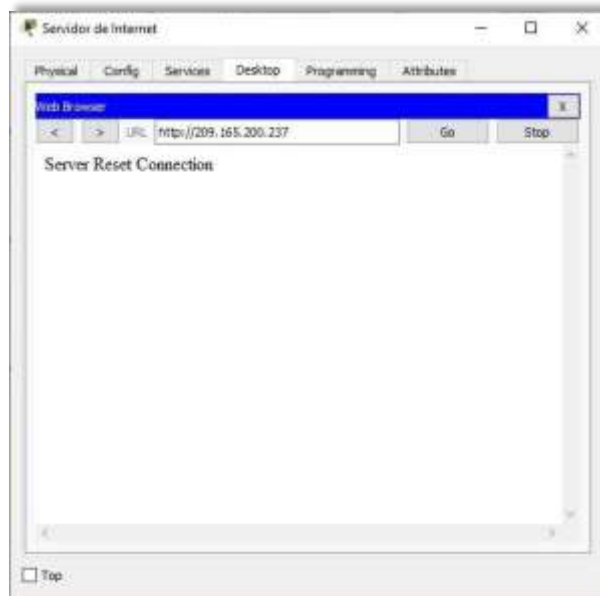 Servidor de Internet
Physical Config Services Desktop Programming Attributes
Web Browser X
< > URL http://209.165.200.237 Go Stop
Server Reset Connection
Top